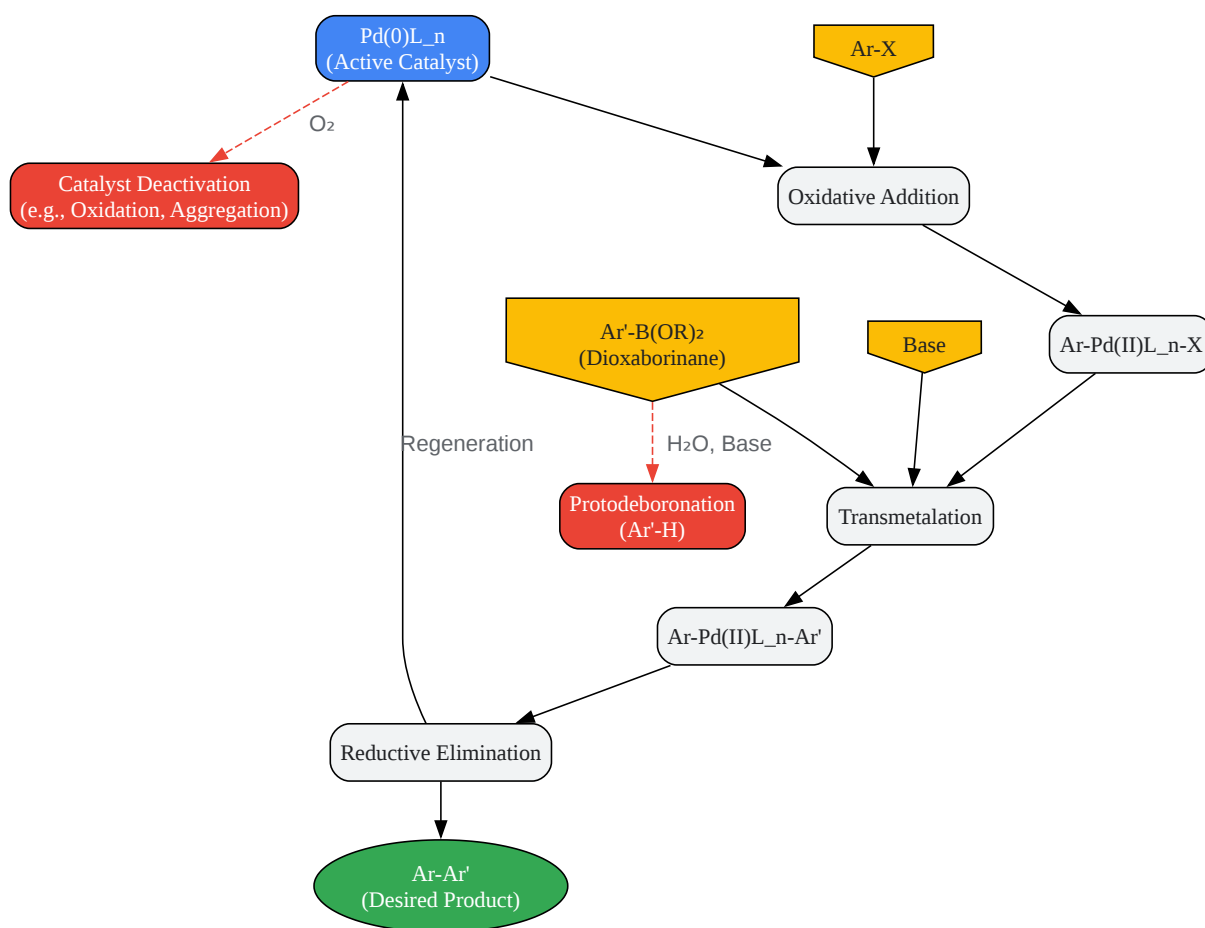 Pd(0)L_n
(Active Catalyst)
Ar-X
O₂
Catalyst Deactivation
(e.g., Oxidation, Aggregation)
Oxidative Addition
Ar'-B(OR)₂
(Dioxaborinane)
Base
Ar-Pd(II)L_n-X
Regeneration
H₂O, Base
Protodeboronation
(Ar'-H)
Transmetalation
Ar-Pd(II)L_n-Ar'
Reductive Elimination
Ar-Ar'
(Desired Product)